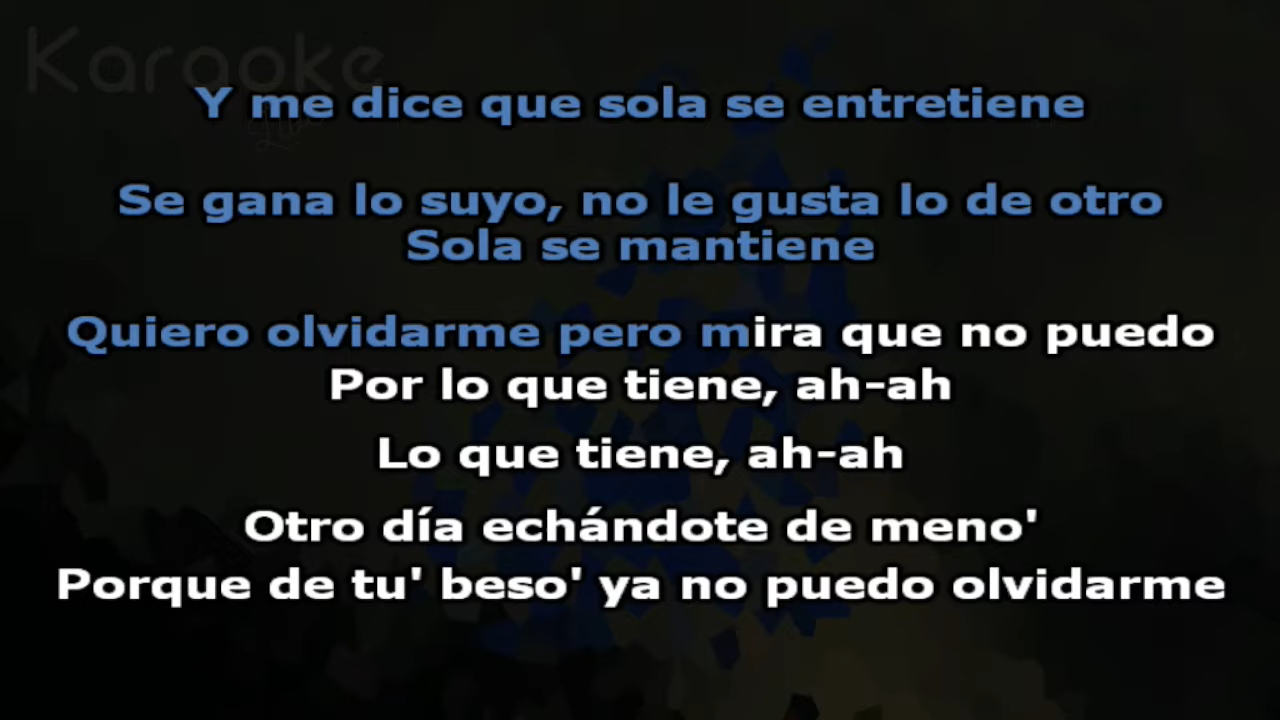 Karaoke
Y me dice que sola se entretiene
Se gana lo suyo, no le gusta lo de otro
Sola se mantiene
Quiero olvidarme pero mira que no puedo
Por lo que tiene, ah-ah
Lo que tiene, ah-ah
Otro día echándote de meno'
Porque de tu' beso' ya no puedo olvidarme